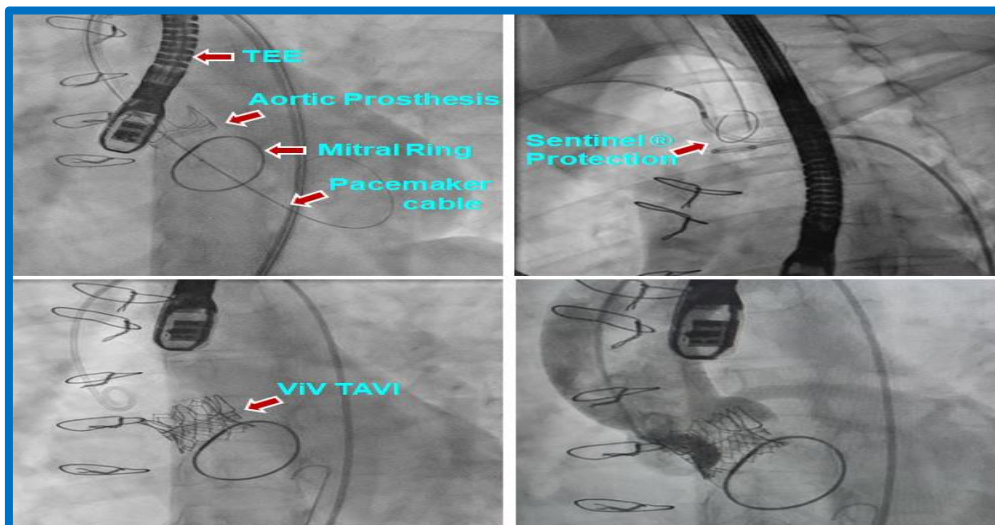 TEE
Aortic Prosthesis
Mitral Ring
Pacemaker
cable
Sentinel ®
Protection
ViV TAVI